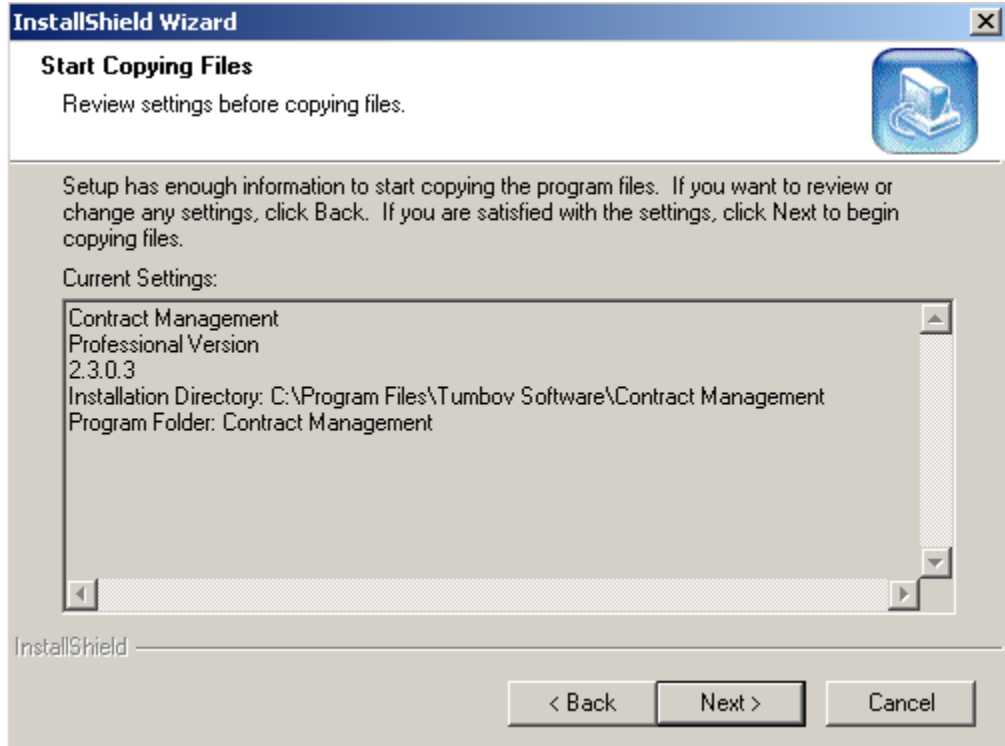 InstallShield Wizard
Start Copying Files
Review settings before copying files.
Setup has enough information to start copying the program files.  If you want to review or
change any settings, click Back.  If you are satisfied with the settings, click Next to begin
copying files.
Current Settings:
Contract Management
Professional Version
2.3.0.3
Installation Directory: C:\Program Files\Tumbov Software\Contract Management
Program Folder: Contract Management
InstallShield
< Back
Next >
Cancel